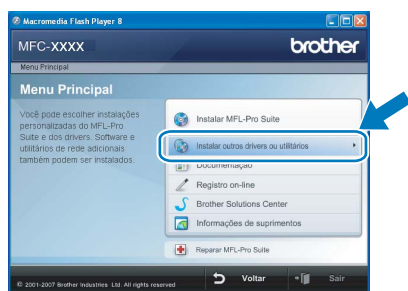 Macromedia Flash Player 8
MFC-XXXX
brother
Menu Principal
Menu Principal
Você pode escolher instalações
personalizadas do MFL-Pro
Suite e dos drivers. Software e
utilitários de rede adicionais
também podem ser instalados.
Instalar MFL-Pro Suite
Instalar outros drivers ou utilitários
Documentação
Registro on-line
Brother Solutions Center
Informações de suprimentos
Reparar MFL-Pro Suite
© 2001-2007 Brother Industries Ltd. All rights reserved
Voltar
Sair